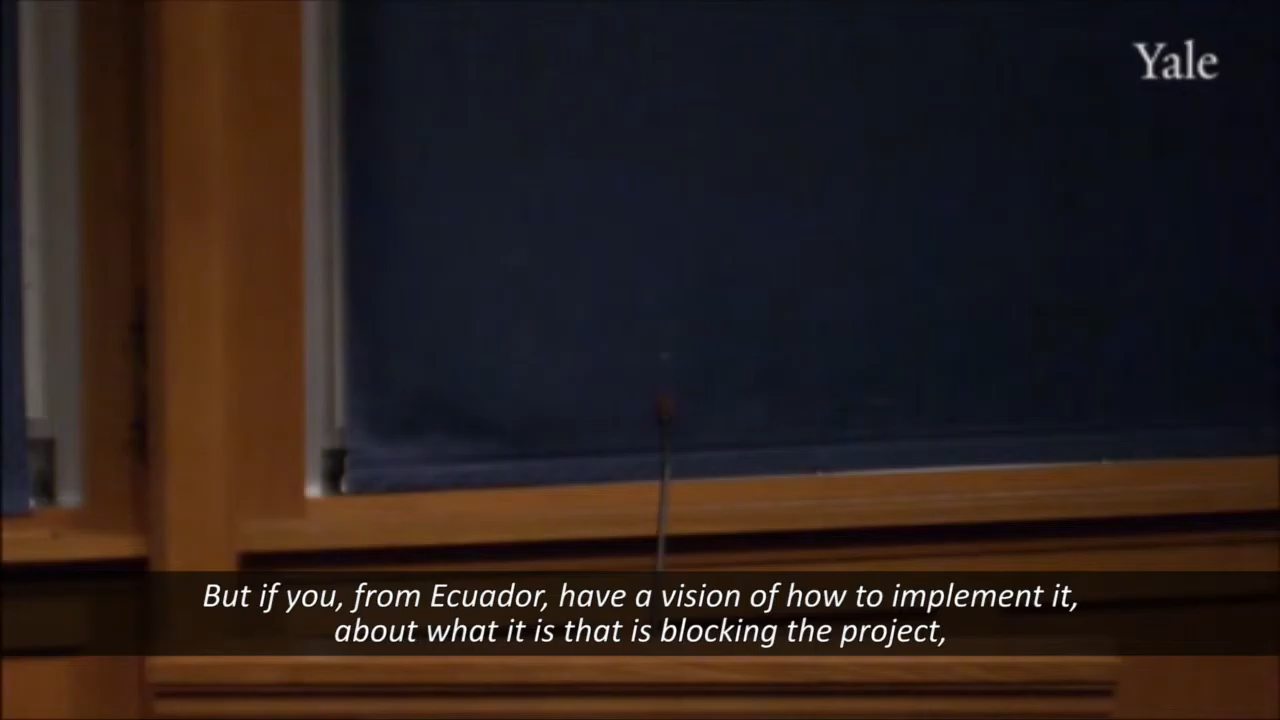 Yale
But if you, from Ecuador, have a vision of how to implement it,
about what it is that is blocking the project,